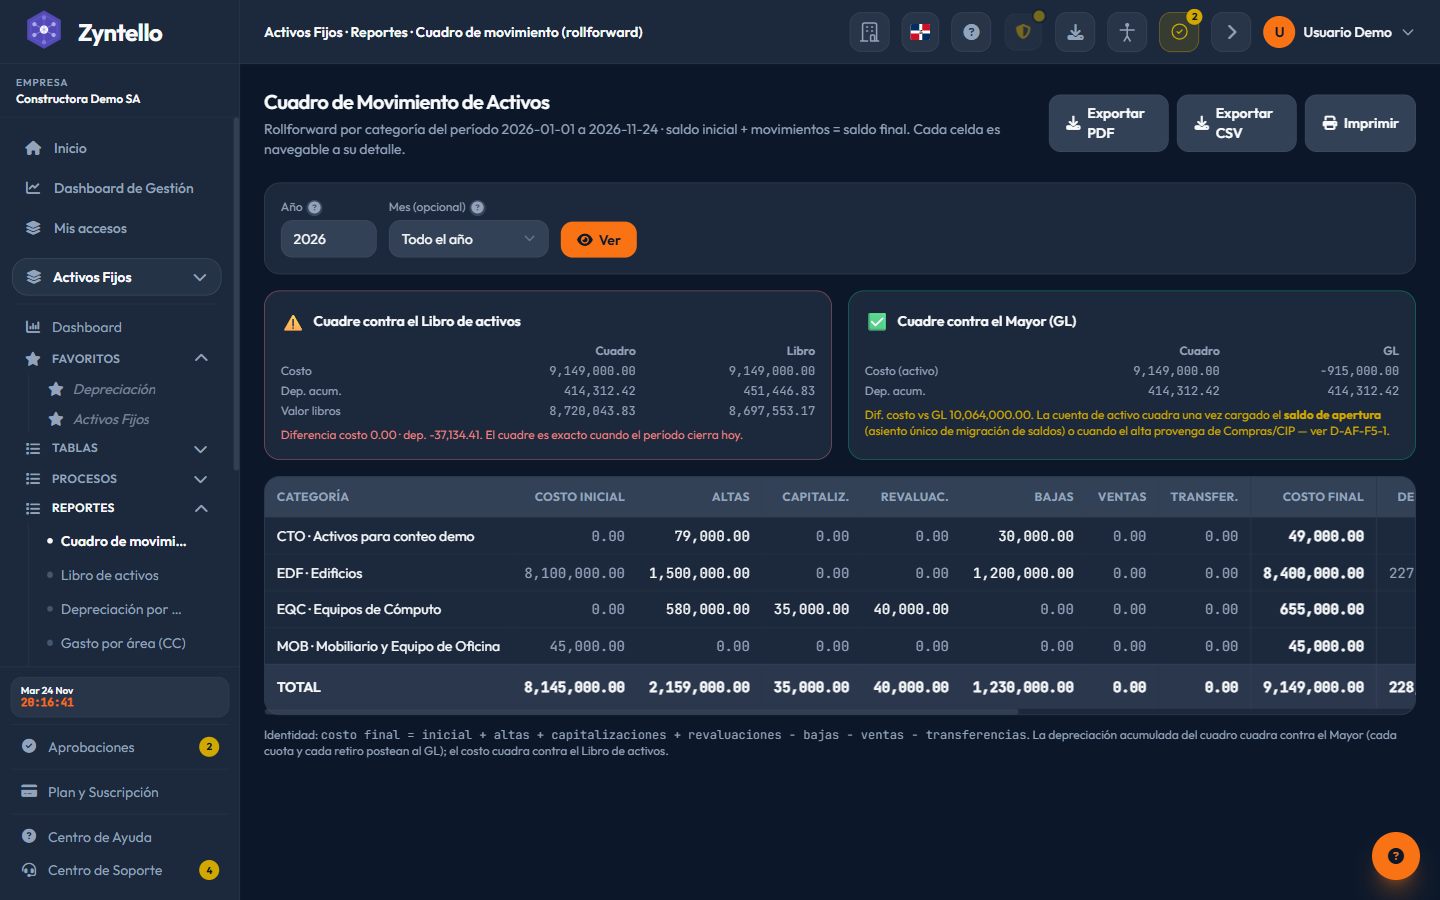 Zyntello
Activos Fijos · Reportes · Cuadro de movimiento (rollforward)
2
U
Usuario Demo
EMPRESA
Constructora Demo SA
Inicio
Dashboard de Gestión
Mis accesos
Activos Fijos
Dashboard
FAVORITOS
Depreciación
Activos Fijos
TABLAS
PROCESOS
REPORTES
Cuadro de movimi...
Libro de activos
Depreciación por ...
Gasto por área (CC)
Mar 24 Nov
20:16:41
Aprobaciones 2
Plan y Suscripción
Centro de Ayuda
Centro de Soporte 4
Cuadro de Movimiento de Activos
Rollforward por categoría del período 2026-01-01 a 2026-11-24 · saldo inicial + movimientos = saldo final. Cada celda es
navegable a su detalle.
Exportar
PDF
Exportar
CSV
Imprimir
Año ? Mes (opcional) ?
2026 Todo el año Ver
Cuadre contra el Libro de activos
Cuadro Libro
Costo 9,149,000.00 9,149,000.00
Dep. acum. 414,312.42 451,446.83
Valor libros 8,720,043.83 8,697,553.17
Diferencia costo 0.00 · dep. -37,134.41. El cuadre es exacto cuando el período cierra hoy.
Cuadre contra el Mayor (GL)
Cuadro GL
Costo (activo) 9,149,000.00 -915,000.00
Dep. acum. 414,312.42 414,312.42
Dif. costo vs GL 10,064,000.00. La cuenta de activo cuadra una vez cargado el saldo de apertura
(asiento único de migración de saldos) o cuando el alta provenga de Compras/CIP — ver D-AF-F5-1.
CATEGORÍA COSTO INICIAL ALTAS CAPITALIZ. REVALUAC. BAJAS VENTAS TRANSFER. COSTO FINAL DE
CTO · Activos para conteo demo 0.00 79,000.00 0.00 0.00 30,000.00 0.00 0.00 49,000.00
EDF · Edificios 8,100,000.00 1,500,000.00 0.00 0.00 1,200,000.00 0.00 0.00 8,400,000.00 227
EQC · Equipos de Cómputo 0.00 580,000.00 35,000.00 40,000.00 0.00 0.00 0.00 655,000.00
MOB · Mobiliario y Equipo de Oficina 45,000.00 0.00 0.00 0.00 0.00 0.00 0.00 45,000.00
TOTAL 8,145,000.00 2,159,000.00 35,000.00 40,000.00 1,230,000.00 0.00 0.00 9,149,000.00 228,
Identidad: costo final = inicial + altas + capitalizaciones + revaluaciones - bajas - ventas - transferencias. La depreciación acumulada del cuadro cuadra contra el Mayor (cada
cuota y cada retiro postean al GL); el costo cuadra contra el Libro de activos.